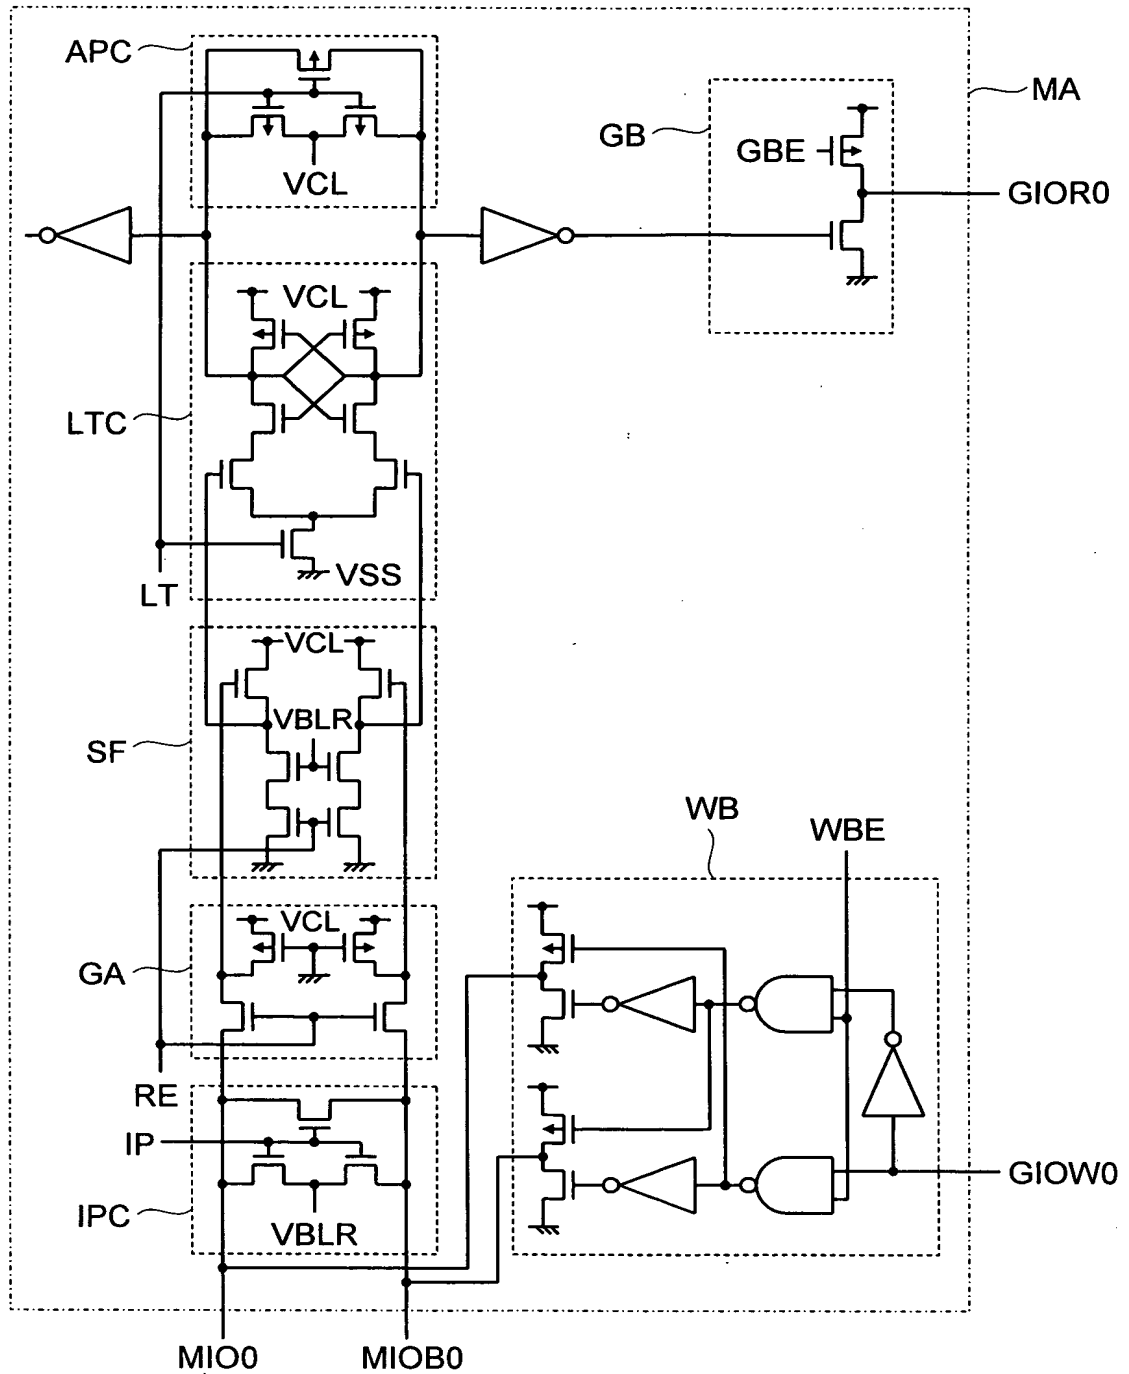 APC
MA
GB
GBE
VCL
GIOR0
VCL
LTC
VSS
LT
VCL
VBLR
SF
WB
WBE
VCL
GA
RE
IP
GIOW0
IPC
VBLR
MIO0
MIOB0